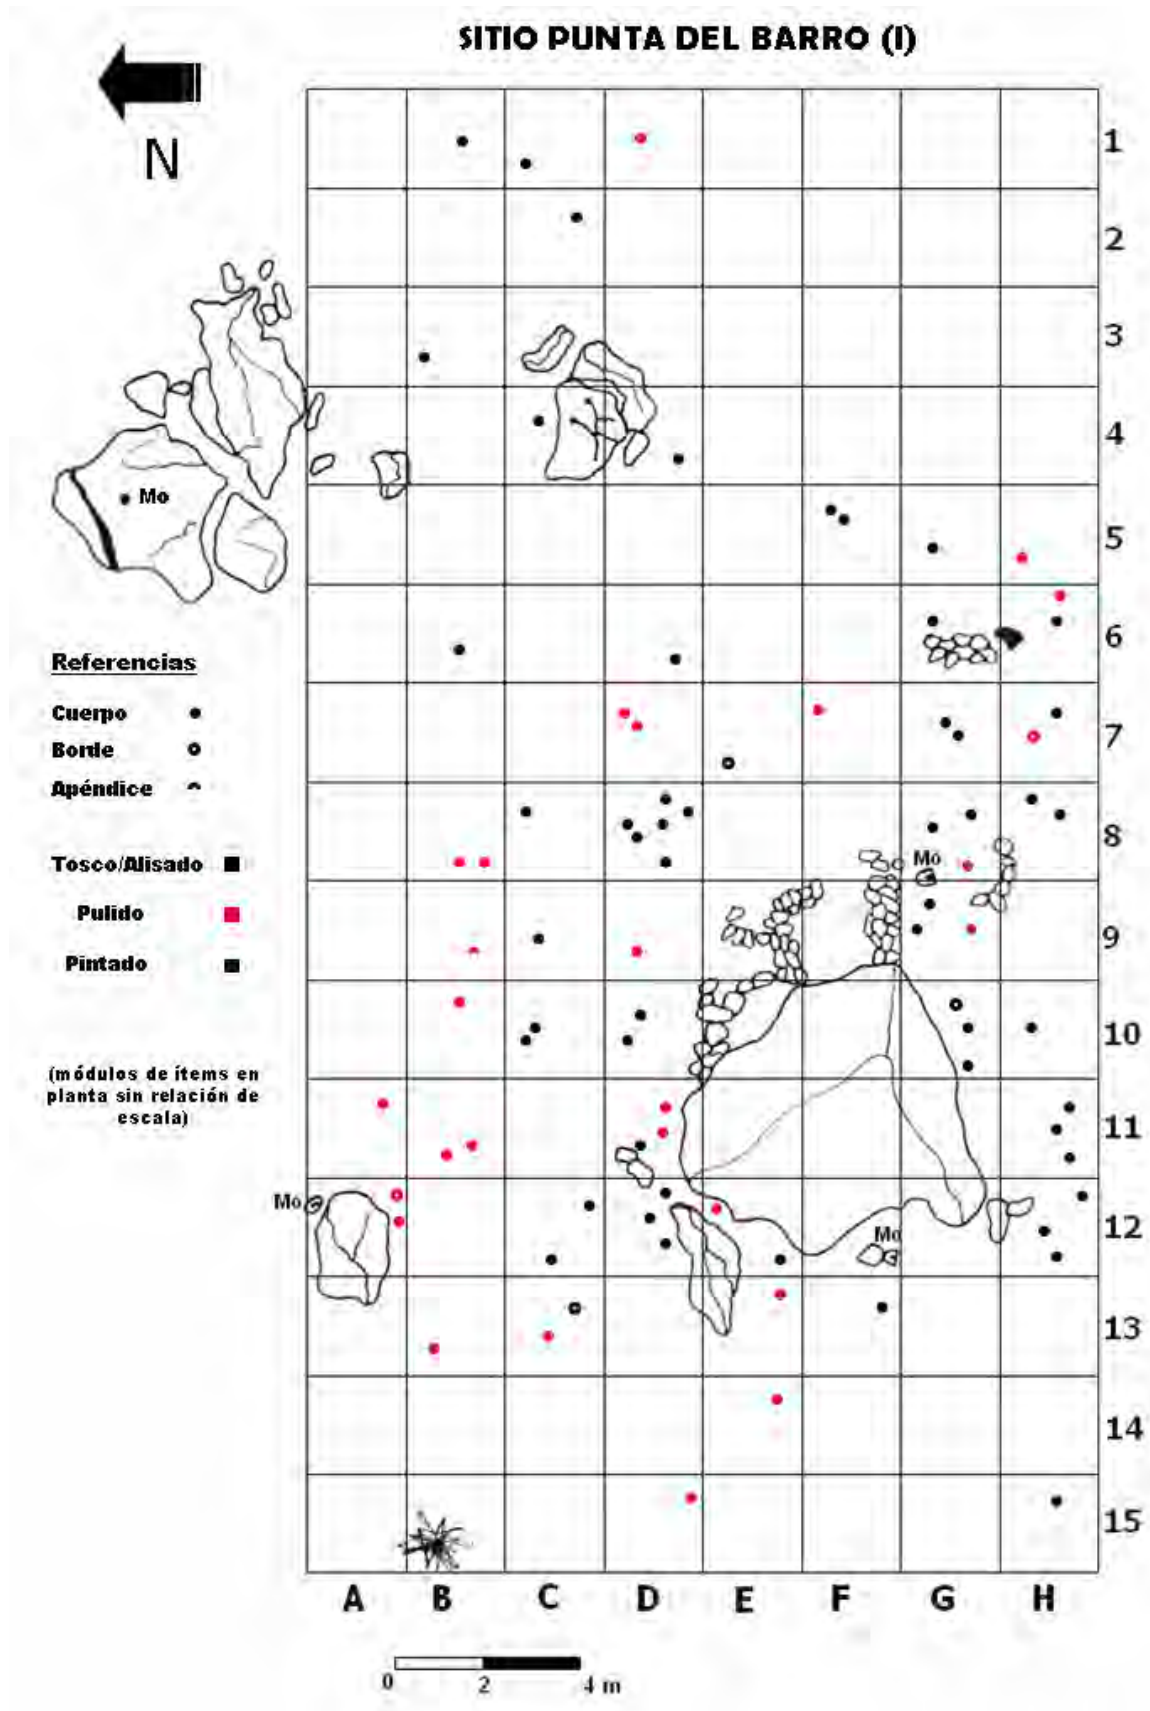 SITIO PUNTA DEL BARRO (I)
N
1
2
3
4
Mo
5
6
Referencias
Cuerpo
Borde
Apéndice
7
Tosco/Alisado
Mo
8
Pulido
Pintado
9
10
(módulos de ítems en
planta sin relación de
escala)
11
Mo
Mo
12
13
14
15
A B C D E F G H
0 2 4 m